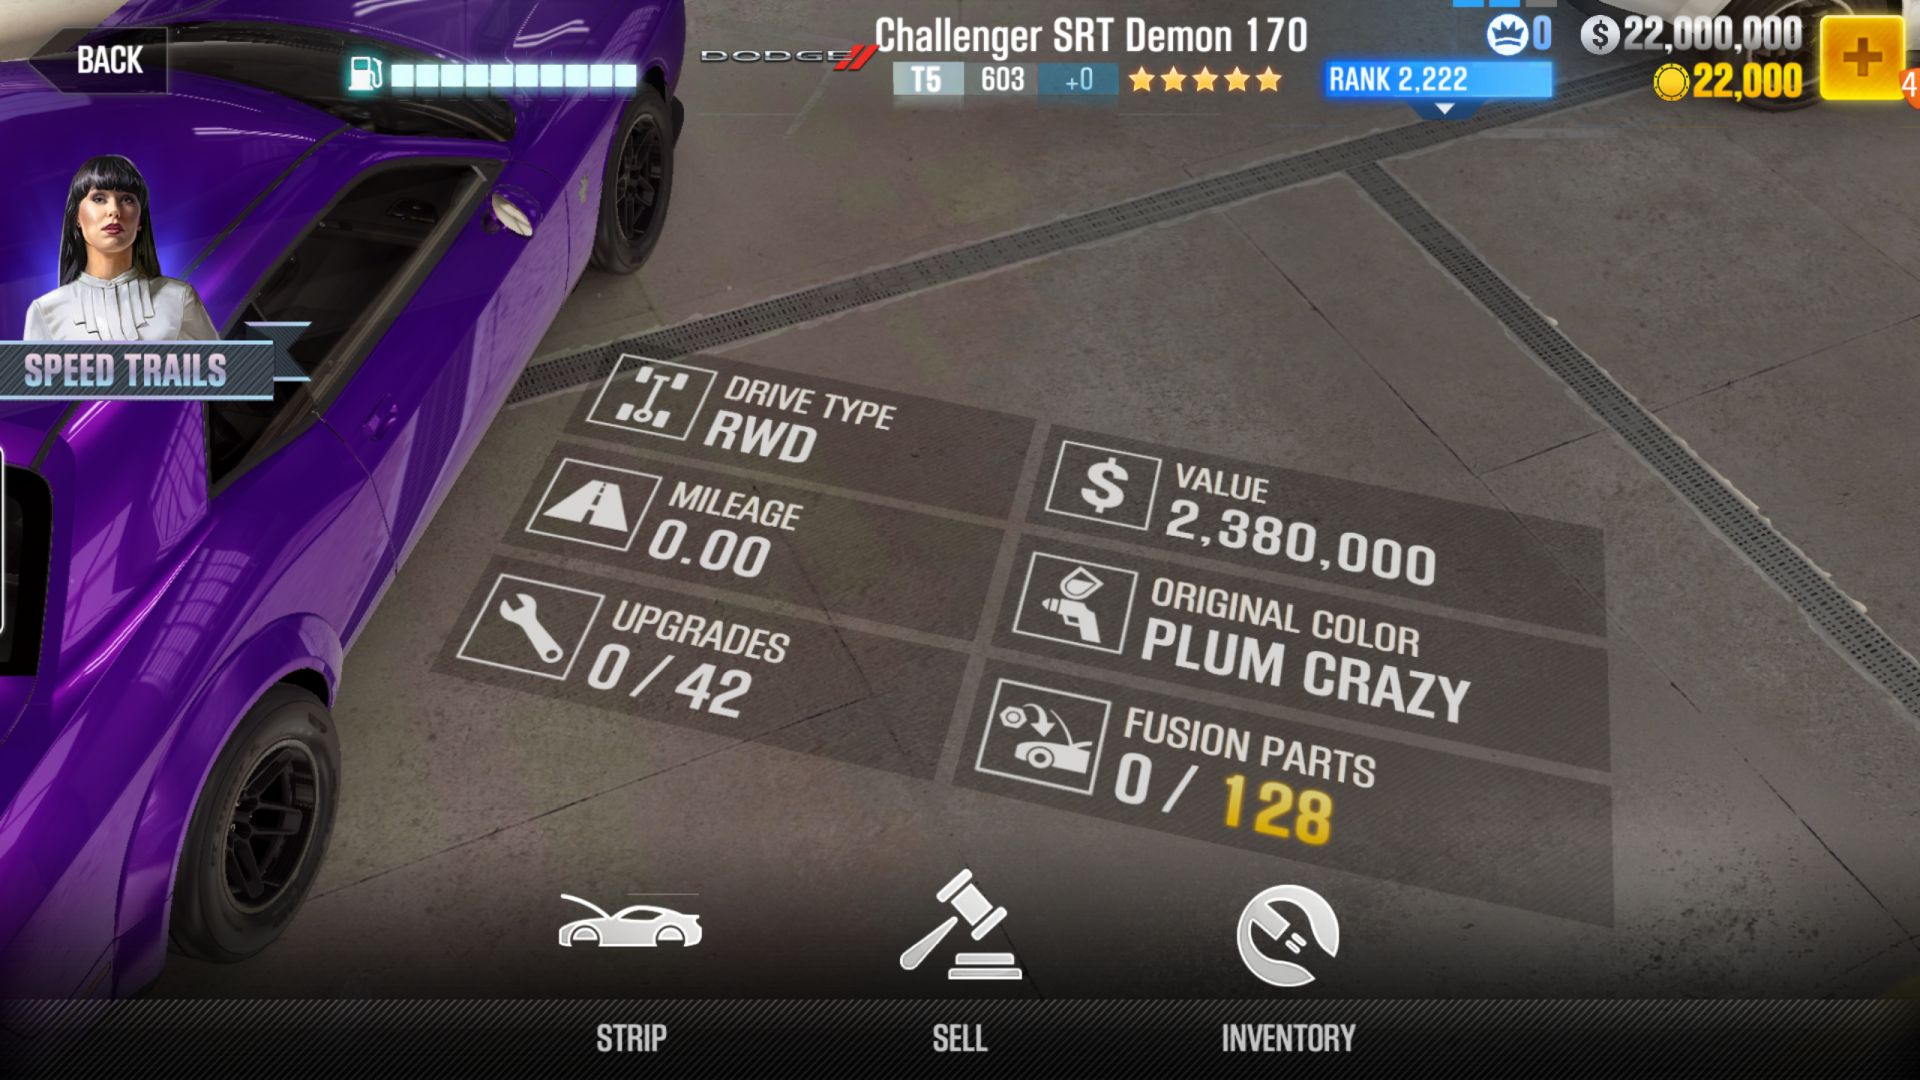 BACK
DODGE
Challenger SRT Demon 170
T5 603 +0
RANK 2,222
0
$ 22,000,000
22,000
+
4
SPEED TRAILS
DRIVE TYPE
RWD
MILEAGE
0.00
UPGRADES
0 / 42
$ VALUE
2,380,000
ORIGINAL COLOR
PLUM CRAZY
FUSION PARTS
0 / 128
STRIP
SELL
INVENTORY